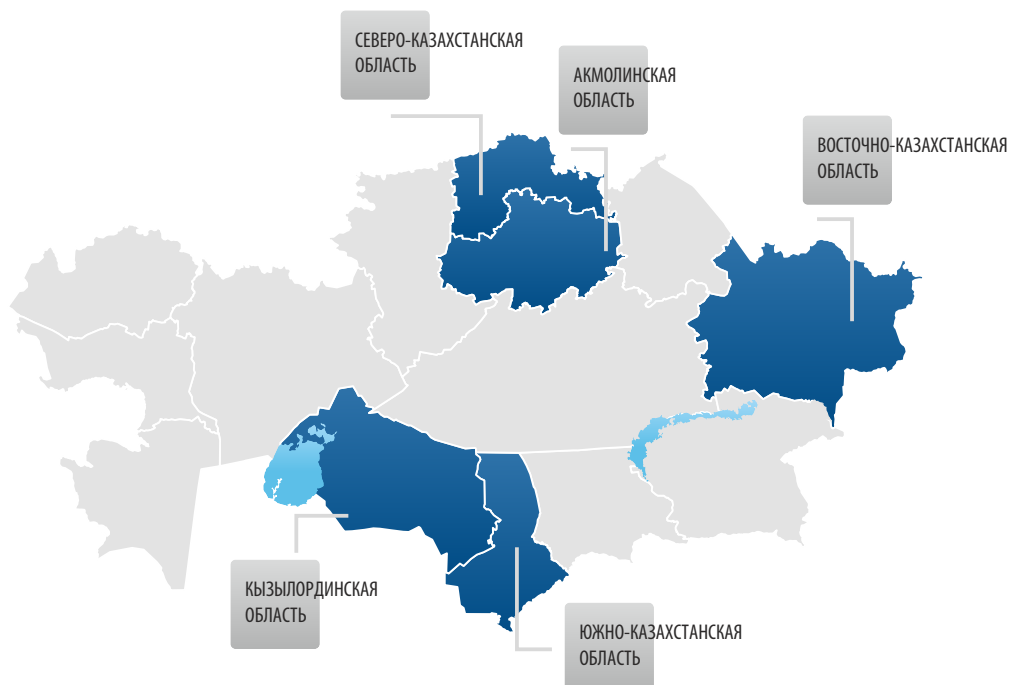 СЕВЕРО-КАЗАХСТАНСКАЯ
ОБЛАСТЬ
АКМОЛИНСКАЯ
ОБЛАСТЬ
ВОСТОЧНО-КАЗАХСТАНСКАЯ
ОБЛАСТЬ
КЫЗЫЛОРДИНСКАЯ
ОБЛАСТЬ
ЮЖНО-КАЗАХСТАНСКАЯ
ОБЛАСТЬ